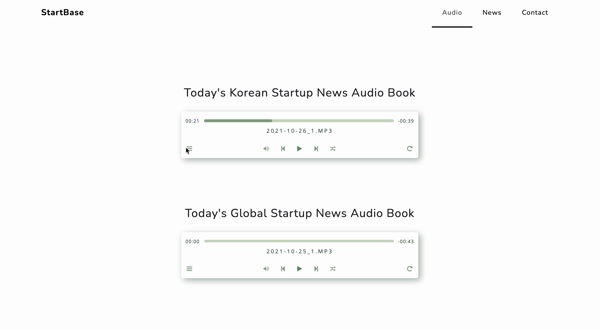 StartBase
Audio
News
Contact
Today's Korean Startup News Audio Book
00:21
-00:39
2021-10-26_1.MP3
Today's Global Startup News Audio Book
00:00
-00:43
2021-10-25_1.MP3